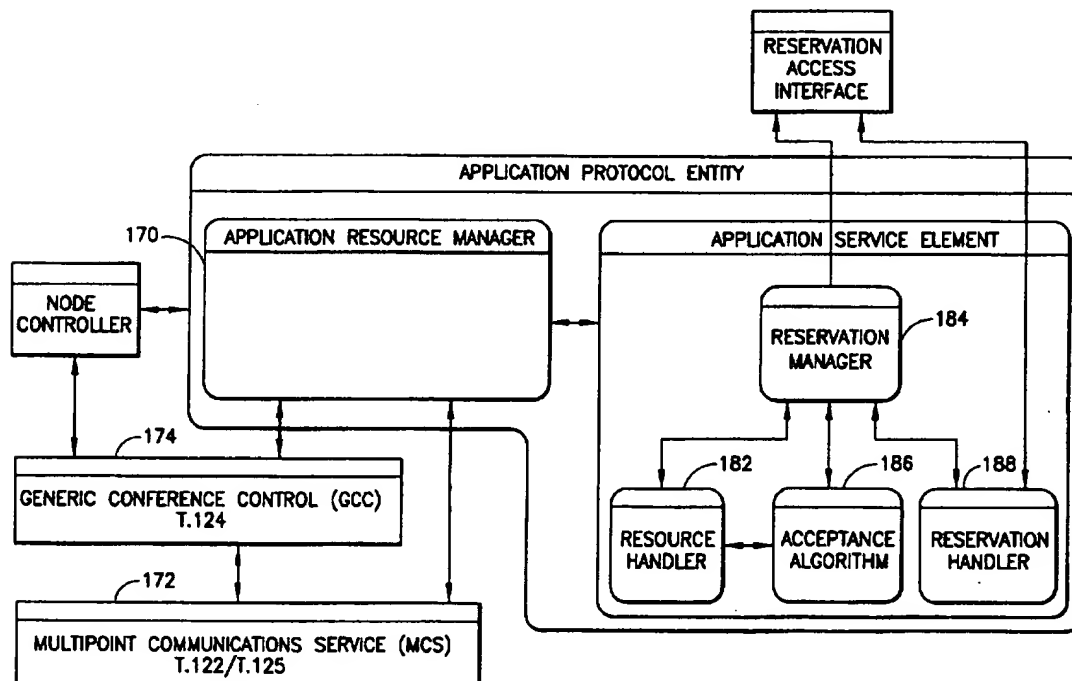 RESERVATION
ACCESS
INTERFACE
APPLICATION PROTOCOL ENTITY
170
APPLICATION RESOURCE MANAGER
APPLICATION SERVICE ELEMENT
NODE
CONTROLLER
184
RESERVATION
MANAGER
174
GENERIC CONFERENCE CONTROL (GCC)
T.124
182
RESOURCE
HANDLER
186
ACCEPTANCE
ALGORITHM
188
RESERVATION
HANDLER
172
MULTIPOINT COMMUNICATIONS SERVICE (MCS)
T.122/T.125